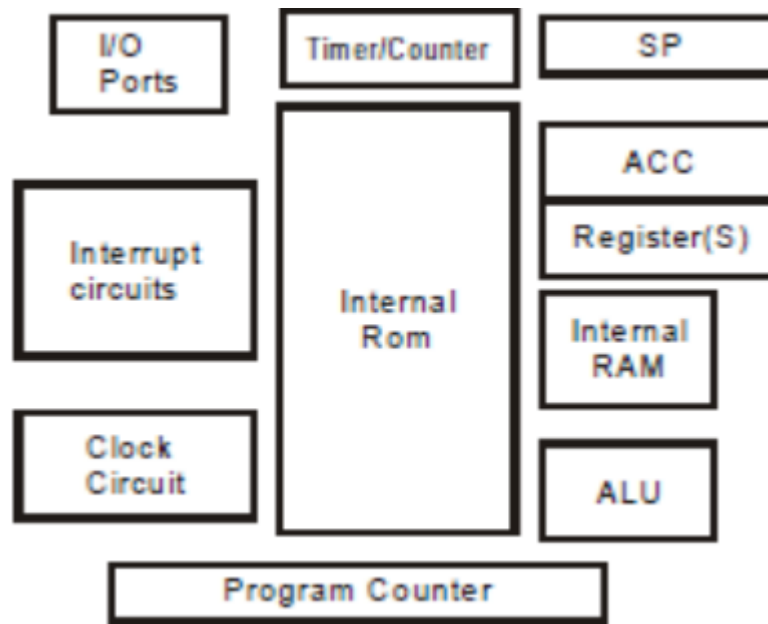 I/O
Ports
Timer/Counter
SP
ACC
Register(S)
Interrupt
circuits
Internal
Rom
Internal
RAM
Clock
Circuit
ALU
Program Counter